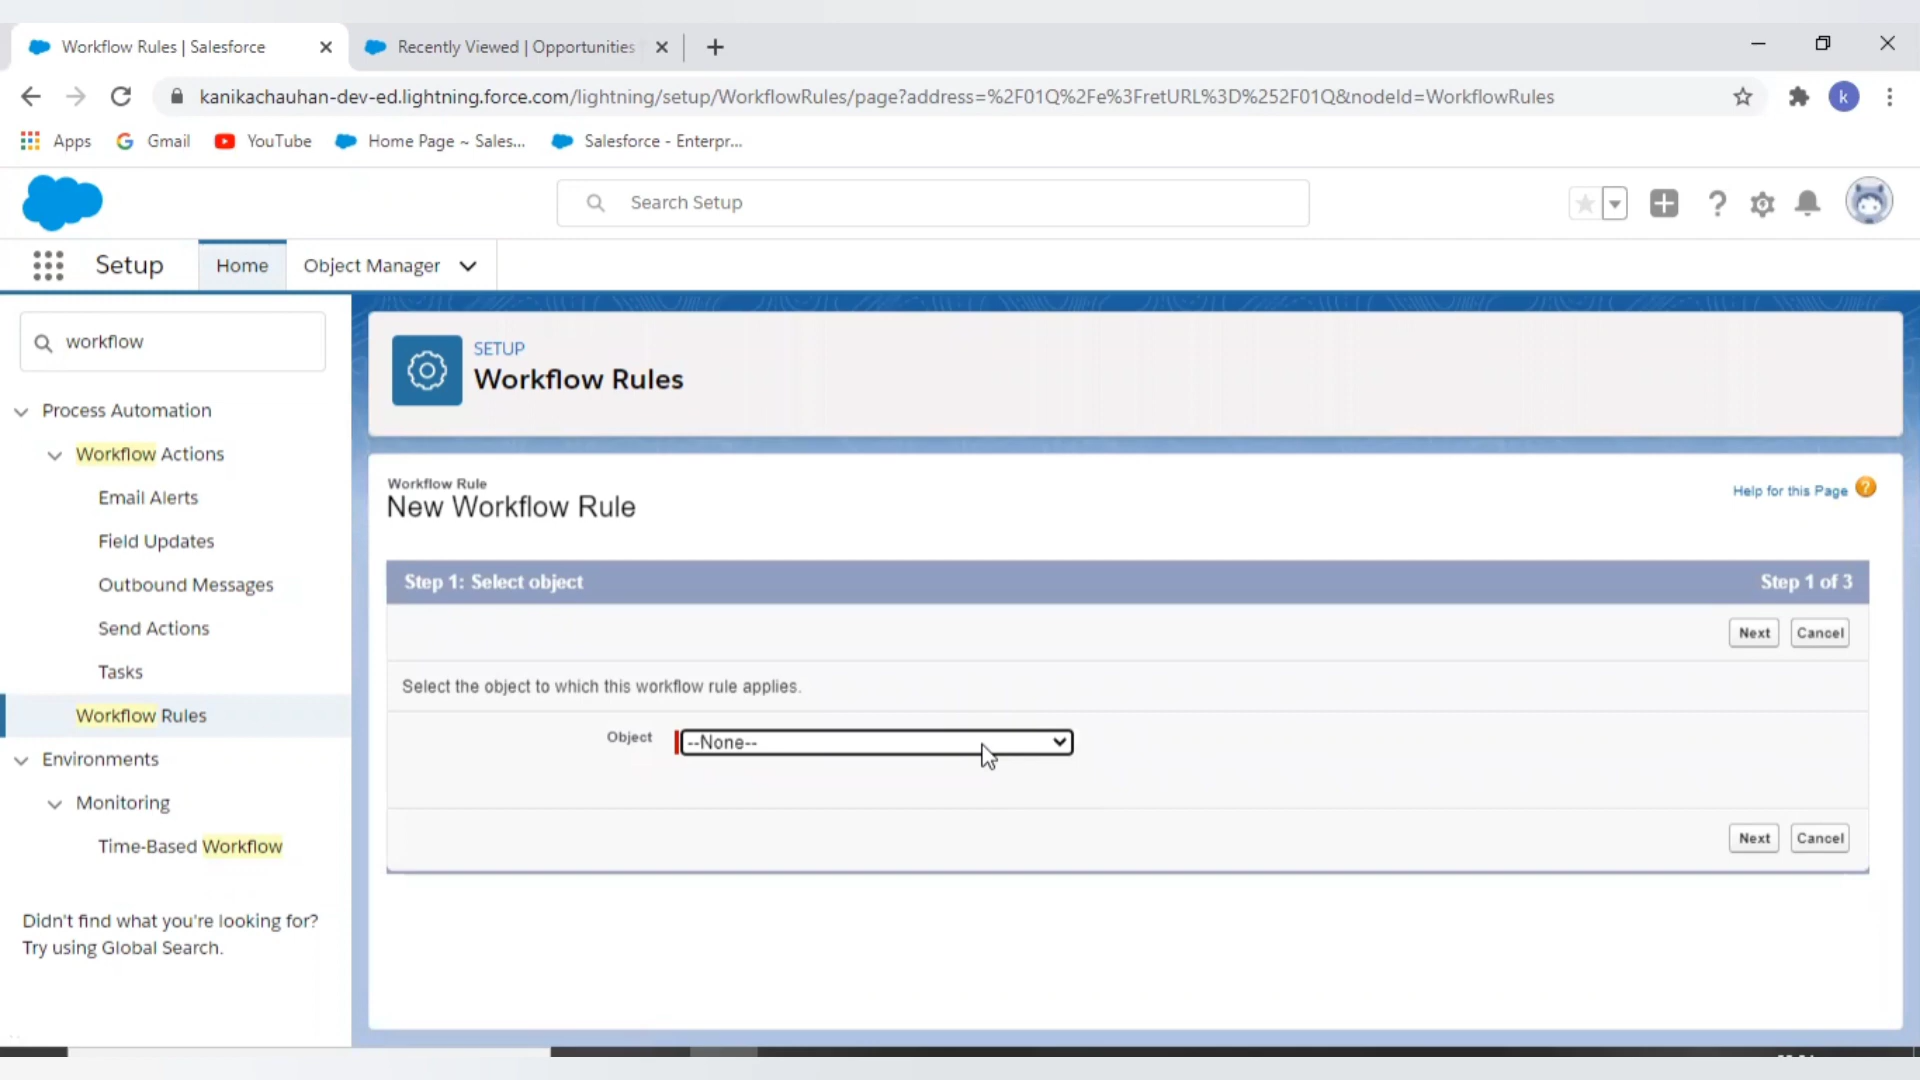 Workflow Rules | Salesforce
Recently Viewed | Opportunities
kanikachauhan-dev-ed.lightning.force.com/lightning/setup/WorkflowRules/page?address=%2F01Q%2Fe%3FretURL%3D%252F01Q&nodeId=WorkflowRules
k
Apps
Gmail
YouTube
Home Page ~ Sales...
Salesforce - Enterpr...
Search Setup
Setup
Home
Object Manager
workflow
Process Automation
Workflow Actions
Email Alerts
Field Updates
Outbound Messages
Send Actions
Tasks
Workflow Rules
Environments
Monitoring
Time-Based Workflow
Didn't find what you're looking for?
Try using Global Search.
SETUP
Workflow Rules
Workflow Rule
New Workflow Rule
Help for this Page ?
Step 1: Select object
Step 1 of 3
Next
Cancel
Select the object to which this workflow rule applies.
Object
--None--
Next
Cancel